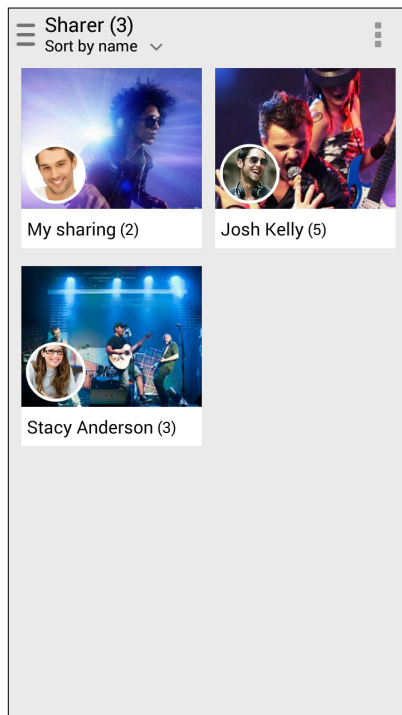 Sharer (3)
Sort by name
My sharing (2)
Josh Kelly (5)
Stacy Anderson (3)